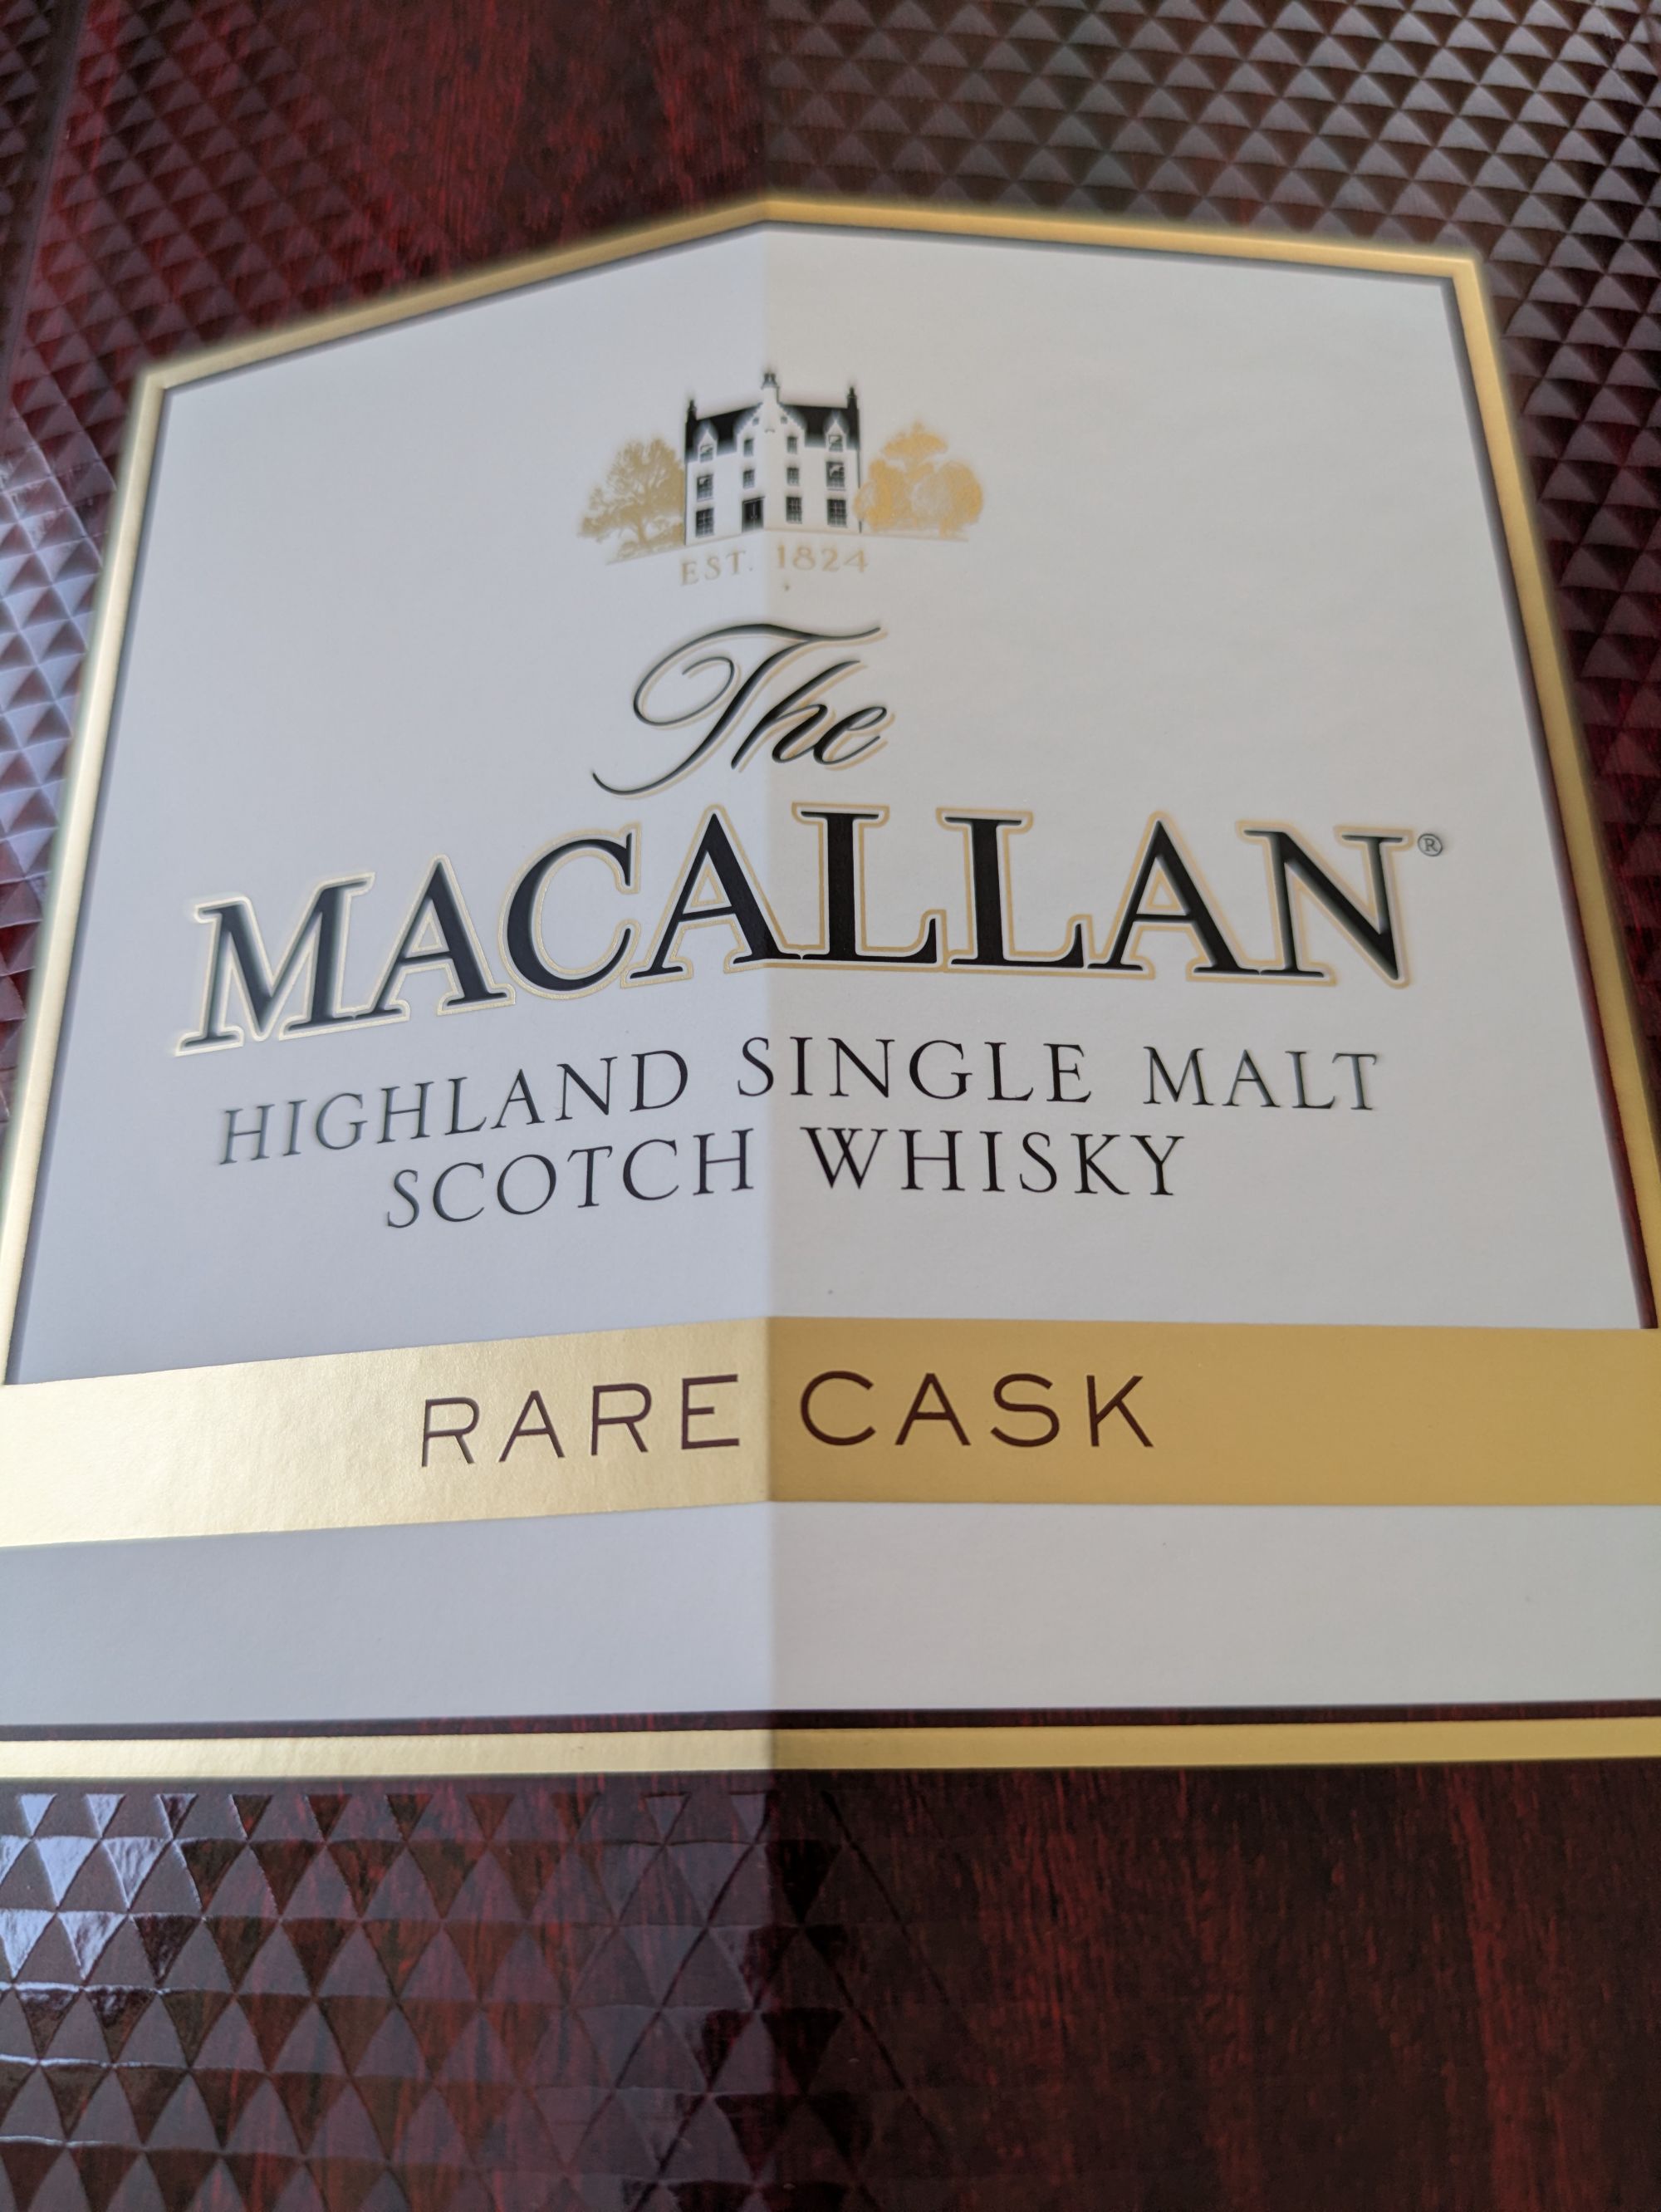 EST. 1824
The
MACALLAN®
HIGHLAND SINGLE MALT
SCOTCH WHISKY
RARE CASK